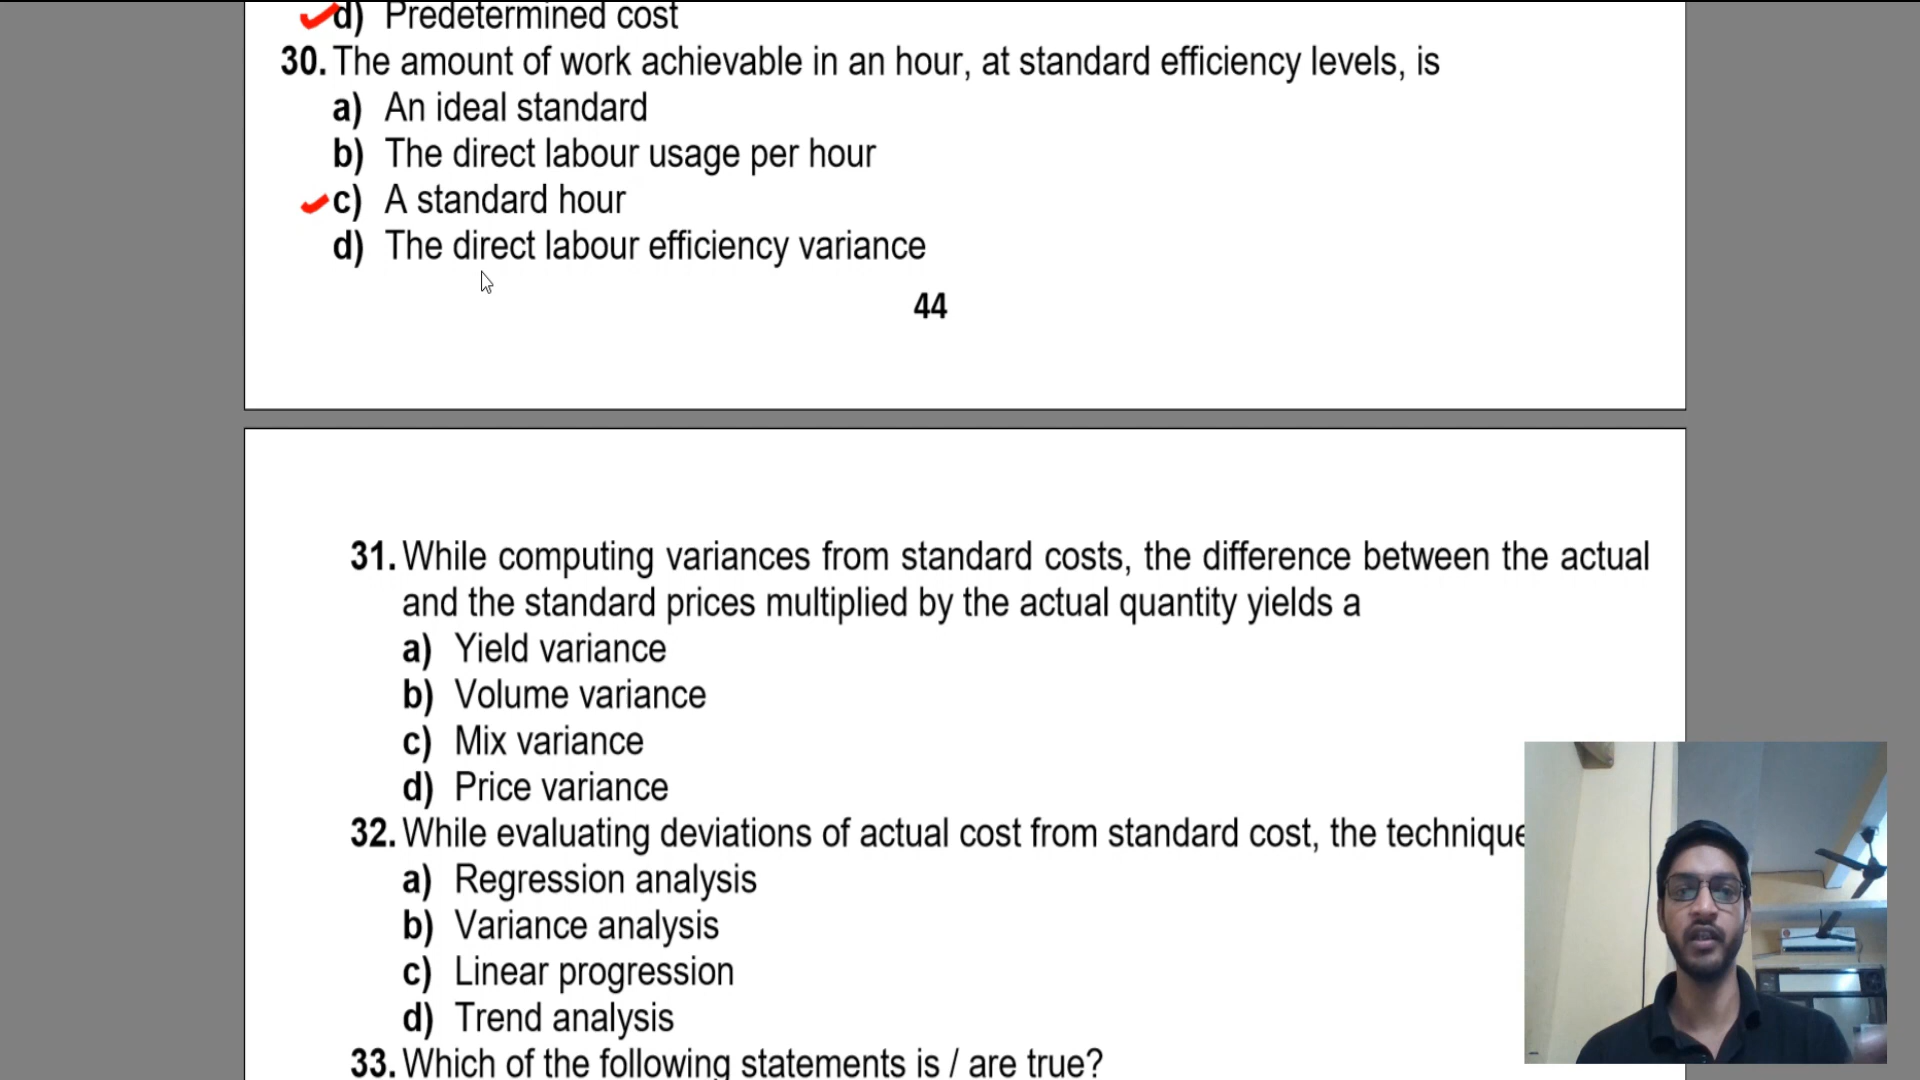 d) Predetermined cost
30. The amount of work achievable in an hour, at standard efficiency levels, is
a) An ideal standard
b) The direct labour usage per hour
c) A standard hour
d) The direct labour efficiency variance
44
31. While computing variances from standard costs, the difference between the actual
and the standard prices multiplied by the actual quantity yields a
a) Yield variance
b) Volume variance
c) Mix variance
d) Price variance
32. While evaluating deviations of actual cost from standard cost, the technique
a) Regression analysis
b) Variance analysis
c) Linear progression
d) Trend analysis
33. Which of the following statements is / are true?